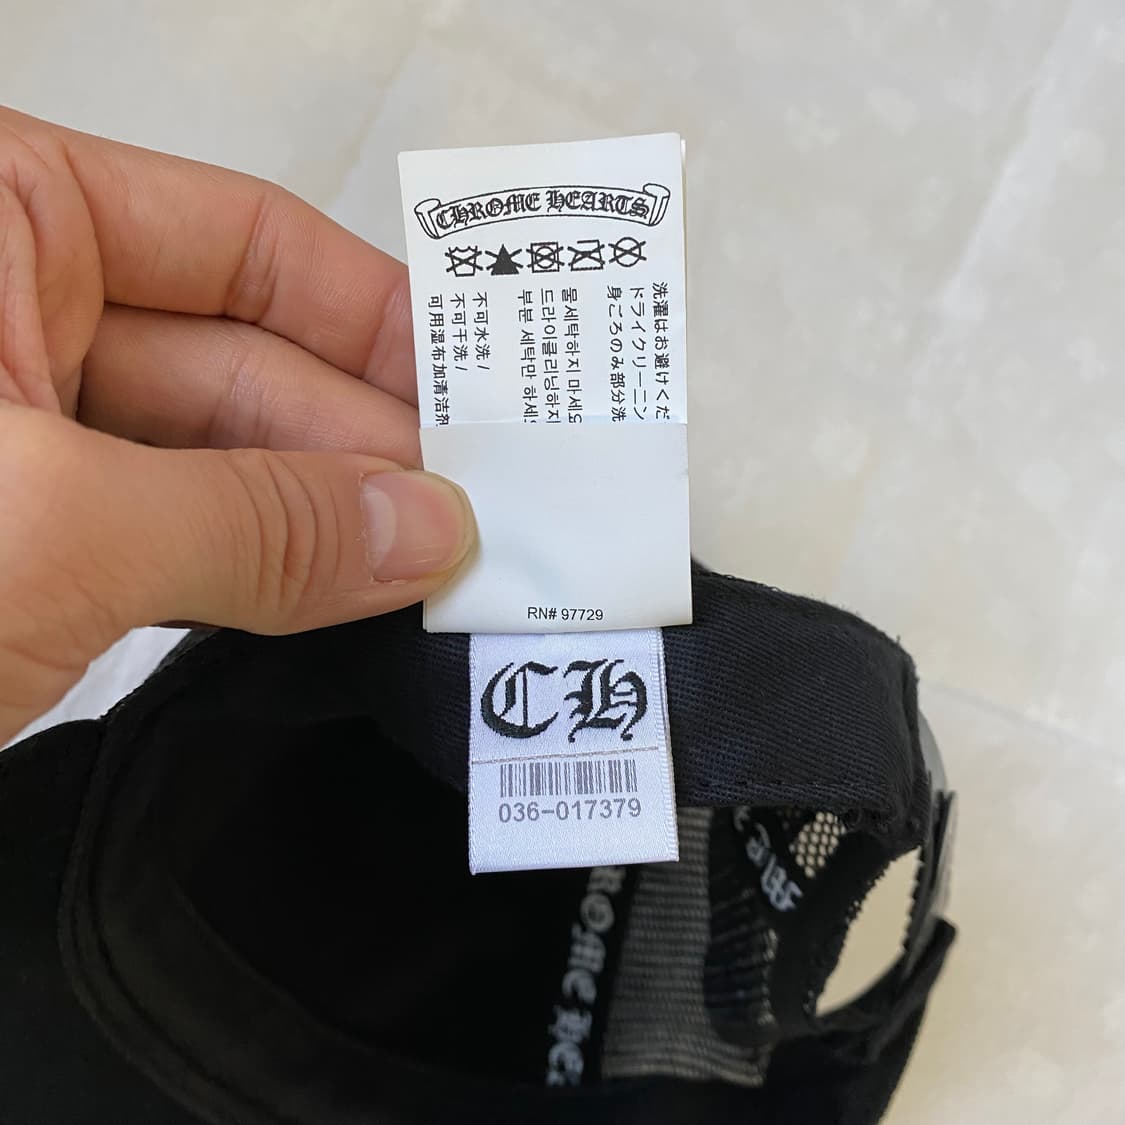 CHROME HEARTS
洗濯はお避けくだ
ドライクリーニン
身ごろのみ部分洗
물세탁하지 마세요
드라이클리닝하지
부분 세탁만 하세요
不可水洗 /
不可干洗 /
可用湿布加清洁剂
RN# 97729
CH
036-017379
ROME HEA